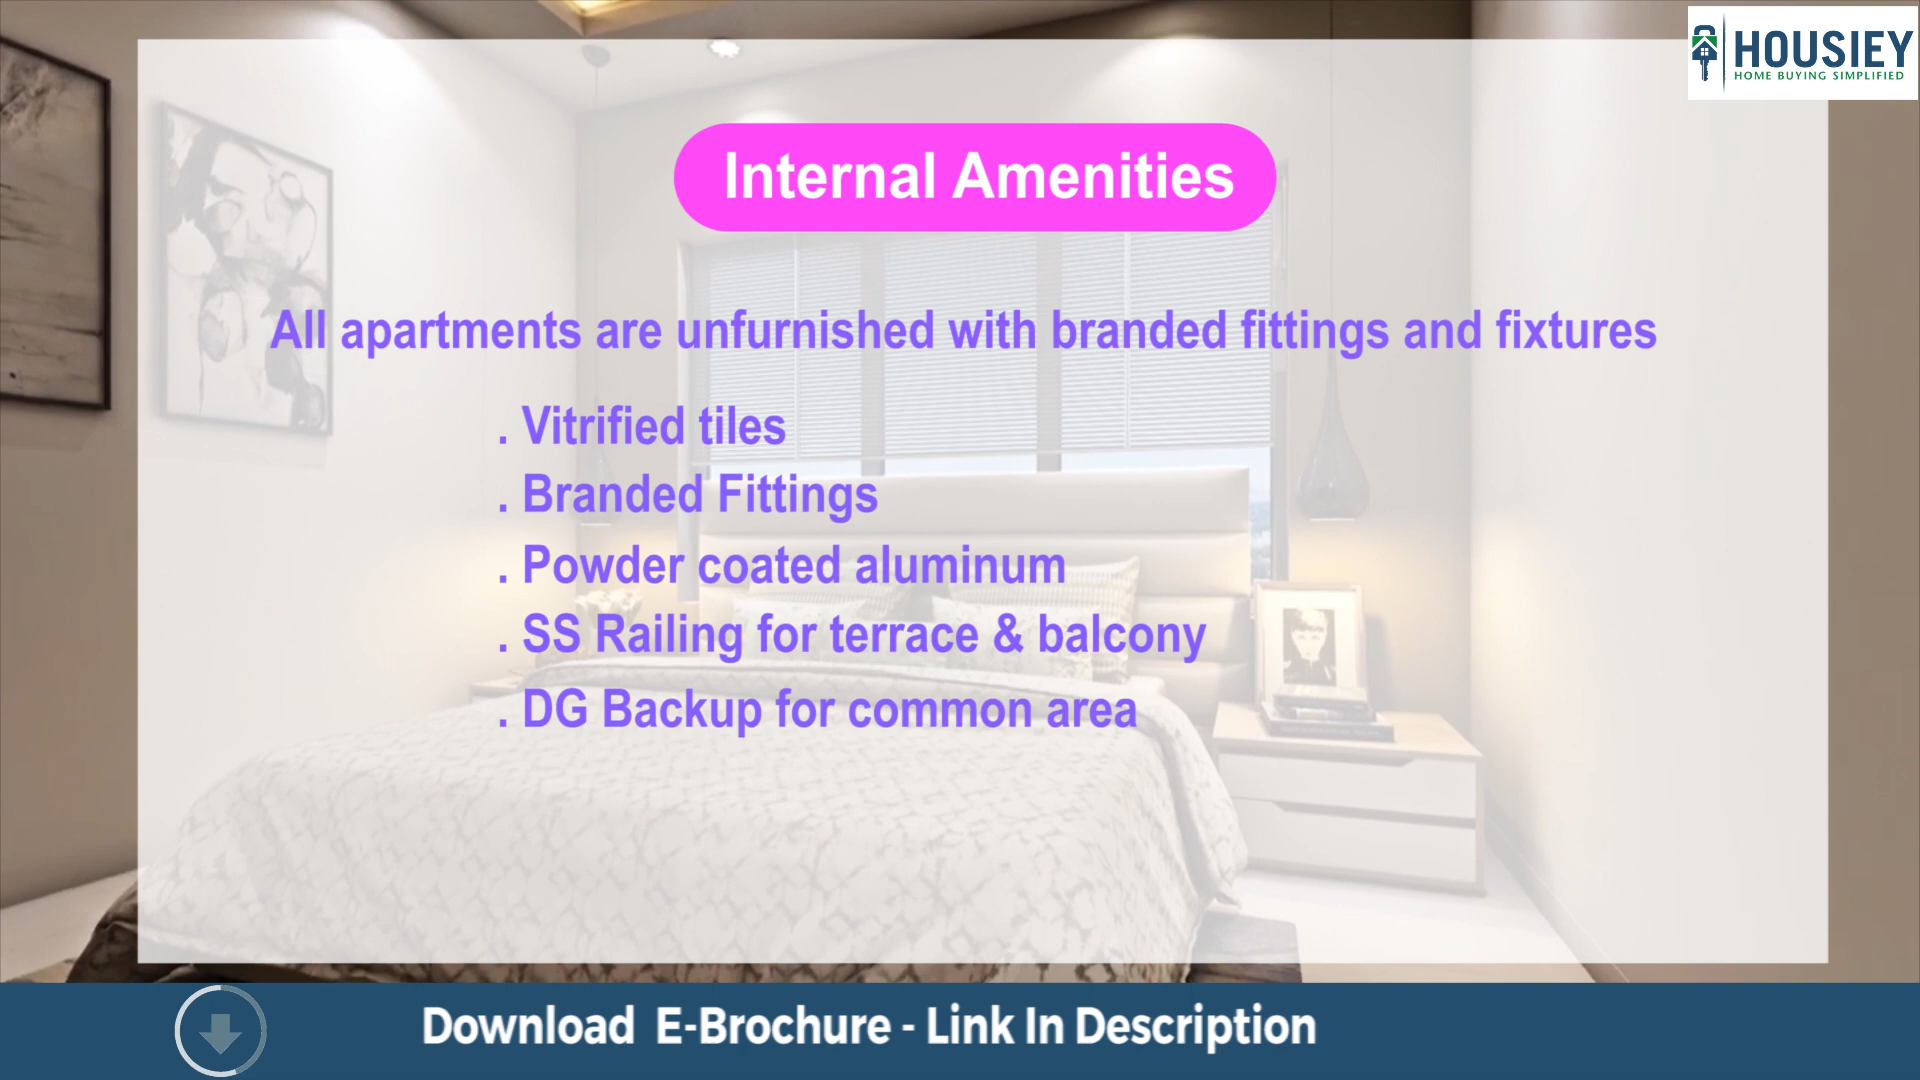 HOUSIEY
HOME BUYING SIMPLIFIED
Internal Amenities
All apartments are unfurnished with branded fittings and fixtures
. Vitrified tiles
. Branded Fittings
. Powder coated aluminum
. SS Railing for terrace & balcony
. DG Backup for common area
Download E-Brochure - Link In Description